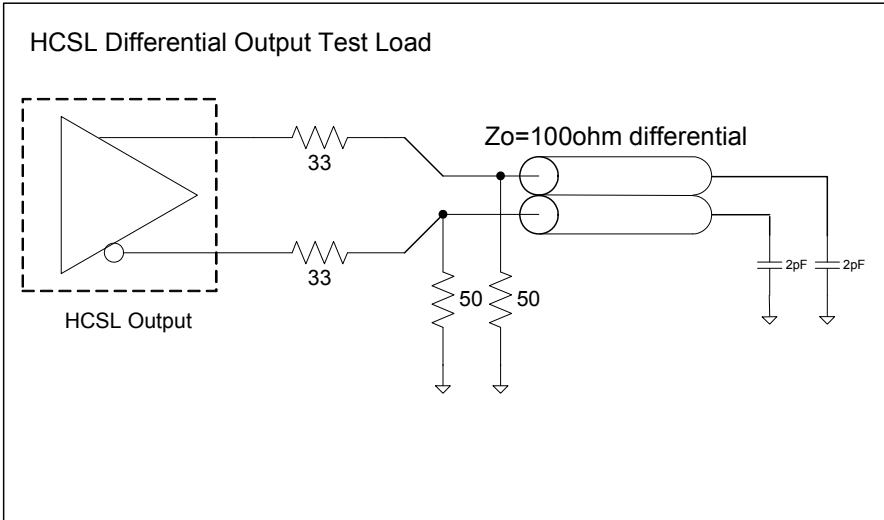 HCSL Differential Output Test Load
Zo=100ohm differential
33
33
2pF
2pF
50
50
HCSL Output